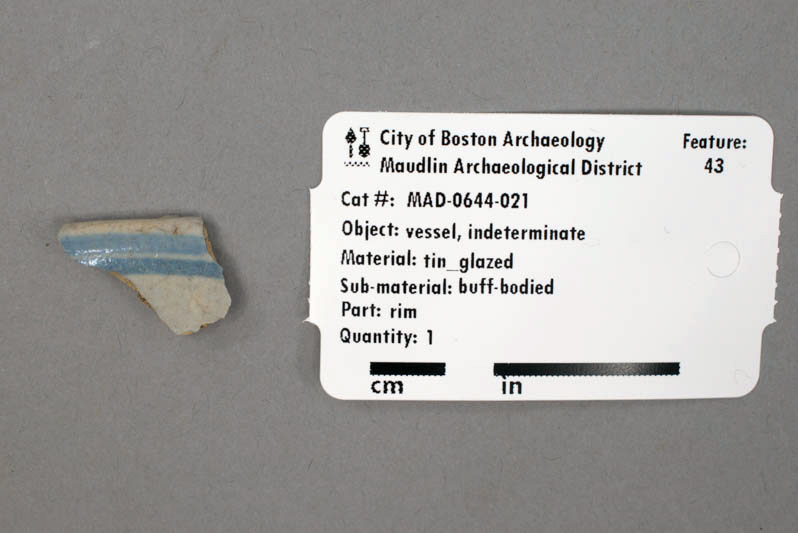 City of Boston Archaeology
Maudlin Archaeological District
Feature:
43
Cat #: MAD-0644-021
Object: vessel, indeterminate
Material: tin_glazed
Sub-material: buff-bodied
Part: rim
Quantity: 1
cm
in